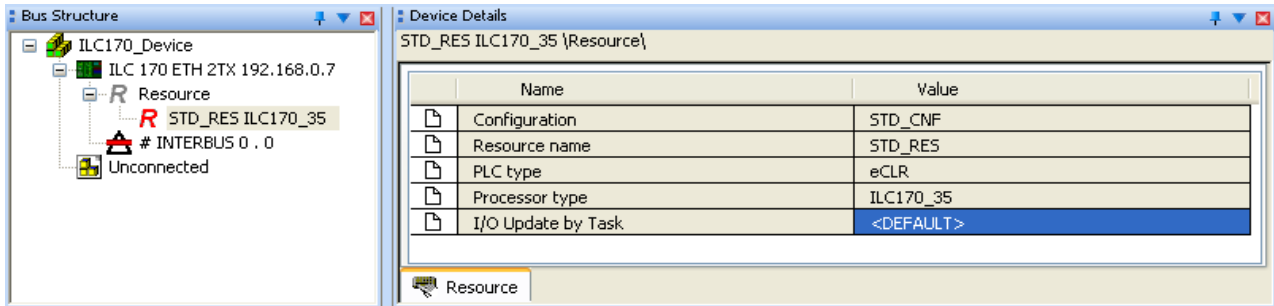 Bus Structure
ILC170_Device
ILC 170 ETH 2TX 192.168.0.7
R Resource
R STD_RES ILC170_35
# INTERBUS 0 . 0
Unconnected
Device Details
STD_RES ILC170_35 \Resource\
Name Value
Configuration STD_CNF
Resource name STD_RES
PLC type eCLR
Processor type ILC170_35
I/O Update by Task <DEFAULT>
Resource